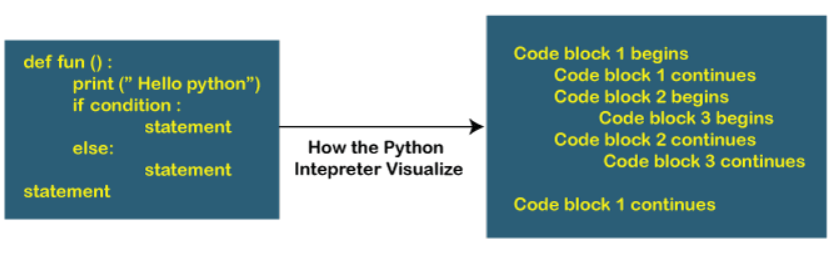 def fun () :
print (” Hello python”)
if condition :
statement
else:
statement
statement
How the Python
Intepreter Visualize
Code block 1 begins
Code block 1 continues
Code block 2 begins
Code block 3 begins
Code block 2 continues
Code block 3 continues
Code block 1 continues